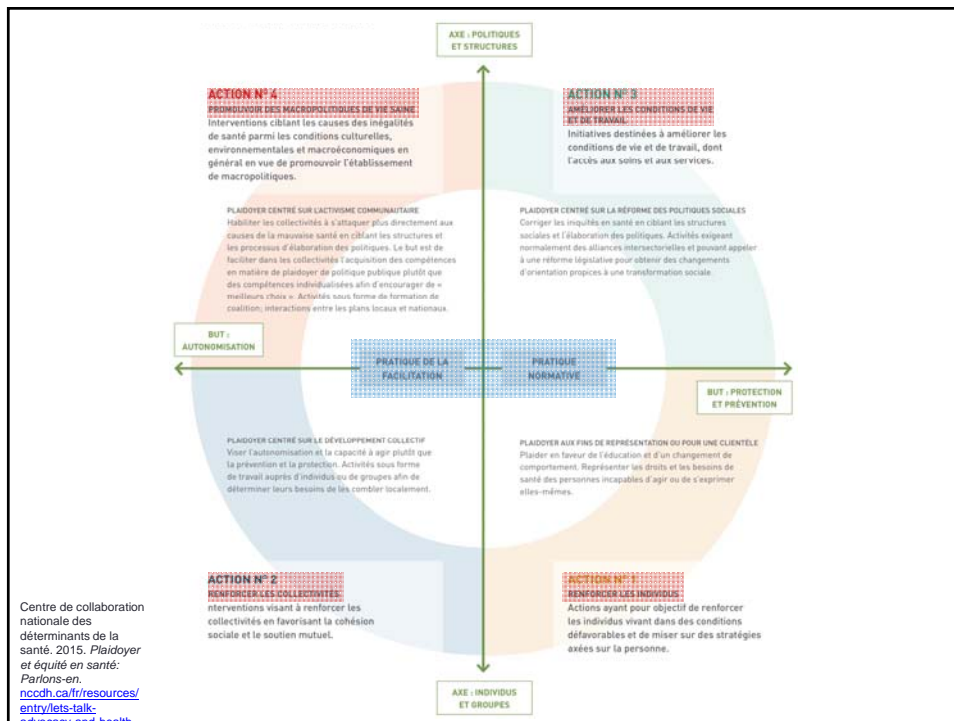 AXE : POLITIQUES
ET STRUCTURES
ACTION Nº 4
PROMOUVOIR DES MACROPOLITIQUES DE VIE SAINE
Interventions ciblant les causes des inégalités
de santé parmi les conditions culturelles,
environnementales et macroéconomiques en
général en vue de promouvoir l'établissement
de macropolitiques.
ACTION Nº 3
AMÉLIORER LES CONDITIONS DE VIE
ET DE TRAVAIL
Initiatives destinées à améliorer les
conditions de vie et de travail, dont
l'accès aux soins et aux services.
PLAIDOYER CENTRÉ SUR L'ACTIVISME COMMUNAUTAIRE
Habiliter les collectivités à s'attaquer plus directement aux
causes de la mauvaise santé en ciblant les structures et
les processus d'élaboration des politiques. Le but est de
faciliter dans les collectivités l'acquisition des compétences
en matière de plaidoyer de politique publique plutôt que
des compétences individualisées afin d'encourager de «
meilleurs choix ». Activités sous forme de formation de
coalition; interactions entre les plans locaux et nationaux.
PLAIDOYER CENTRÉ SUR LA RÉFORME DES POLITIQUES SOCIALES
Corriger les iniquités en santé en ciblant les structures
sociales et l'élaboration des politiques. Activités exigeant
normalement des alliances intersectorielles et pouvant appeler
à une réforme législative pour obtenir des changements
d'orientation propices à une transformation sociale.
BUT :
AUTONOMISATION
PRATIQUE DE LA
FACILITATION
PRATIQUE
NORMATIVE
BUT : PROTECTION
ET PRÉVENTION
PLAIDOYER CENTRÉ SUR LE DÉVELOPPEMENT COLLECTIF
Viser l'autonomisation et la capacité à agir plutôt que
la prévention et la protection. Activités sous forme
de travail auprès d'individus ou de groupes afin de
déterminer leurs besoins de les combler localement.
PLAIDOYER AUX FINS DE REPRÉSENTATION OU POUR UNE CLIENTÈLE
Plaider en faveur de l'éducation et d'un changement de
comportement. Représenter les droits et les besoins de
santé des personnes incapables d'agir ou de s'exprimer
elles-mêmes.
ACTION Nº 2
RENFORCER LES COLLECTIVITÉS
nterventions visant à renforcer les
collectivités en favorisant la cohésion
sociale et le soutien mutuel.
ACTION Nº 1
RENFORCER LES INDIVIDUS
Actions ayant pour objectif de renforcer
les individus vivant dans des conditions
défavorables et de miser sur des stratégies
axées sur la personne.
AXE : INDIVIDUS
ET GROUPES
Centre de collaboration
nationale des
déterminants de la
santé. 2015. Plaidoyer
et équité en santé:
Parlons-en.
nccdh.ca/fr/resources/
entry/lets-talk-
advocacy-and-health